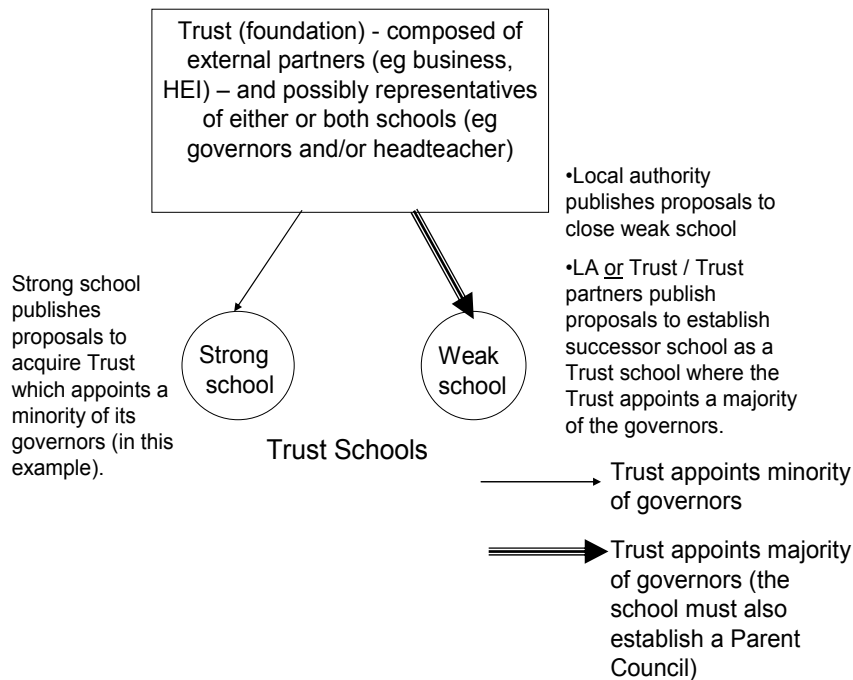 Trust (foundation) - composed of
external partners (eg business,
HEI) – and possibly representatives
of either or both schools (eg
governors and/or headteacher)
•Local authority
publishes proposals to
close weak school
•LA or Trust / Trust
partners publish
proposals to establish
successor school as a
Trust school where the
Trust appoints a majority
of the governors.
Strong school
publishes
proposals to
acquire Trust
which appoints a
minority of its
governors (in this
example).
Strong
school
Weak
school
Trust Schools
Trust appoints minority
of governors
Trust appoints majority
of governors (the
school must also
establish a Parent
Council)